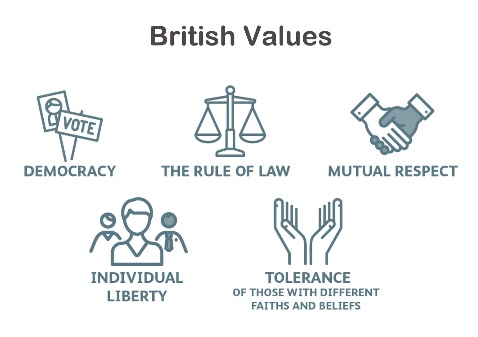 British Values
VOTE
DEMOCRACY
THE RULE OF LAW
MUTUAL RESPECT
INDIVIDUAL
LIBERTY
TOLERANCE
OF THOSE WITH DIFFERENT
FAITHS AND BELIEFS